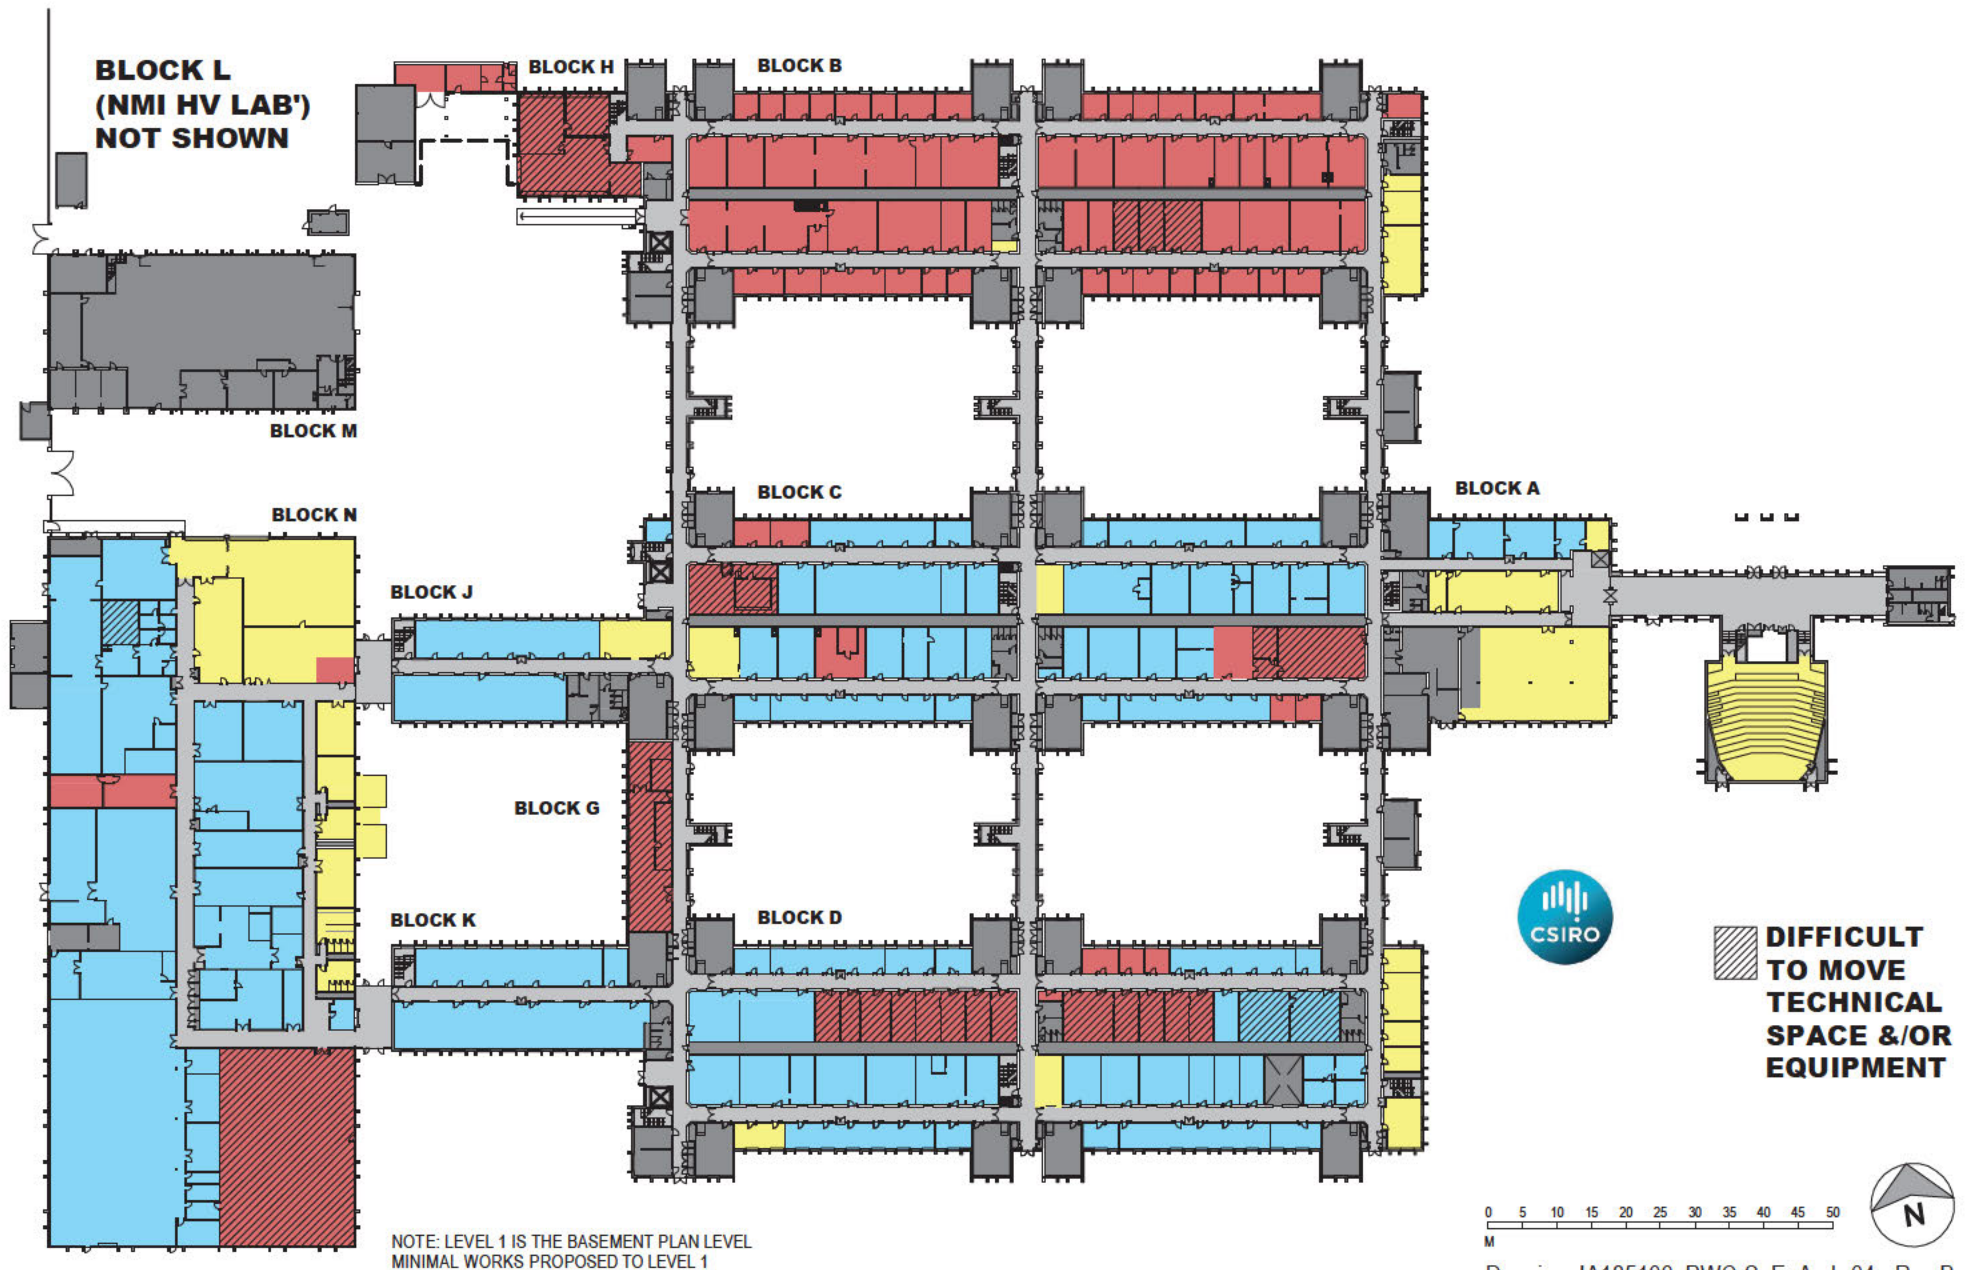 BLOCK L
(NMI HV LAB')
NOT SHOWN
BLOCK H
BLOCK B
BLOCK M
BLOCK C
BLOCK A
BLOCK N
BLOCK J
BLOCK G
BLOCK K
BLOCK D
CSIRO
DIFFICULT
TO MOVE
TECHNICAL
SPACE &/OR
EQUIPMENT
0 5 10 15 20 25 30 35 40 45 50
M
N
NOTE: LEVEL 1 IS THE BASEMENT PLAN LEVEL
MINIMAL WORKS PROPOSED TO LEVEL 1